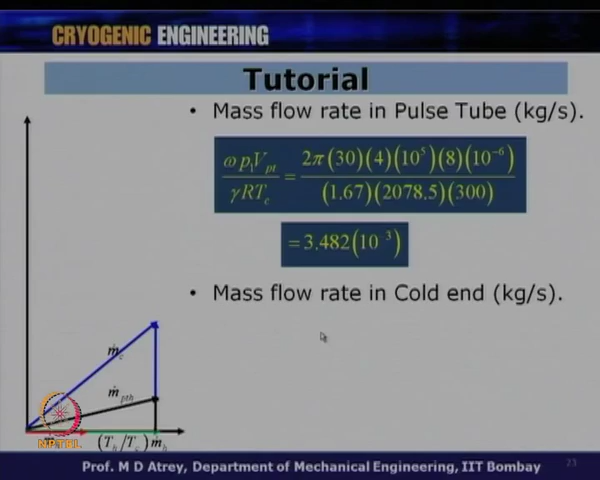 CRYOGENIC ENGINEERING
Tutorial
• Mass flow rate in Pulse Tube (kg/s).
ωp₁V_pt / γRT_c = 2π(30)(4)(10⁵)(8)(10⁻⁶) / (1.67)(2078.5)(300)
= 3.482(10⁻³)
• Mass flow rate in Cold end (kg/s).
ṁ_c
ṁ_pth
(T_h/T_c)ṁ_h
NPTEL
Prof. M D Atrey, Department of Mechanical Engineering, IIT Bombay
23